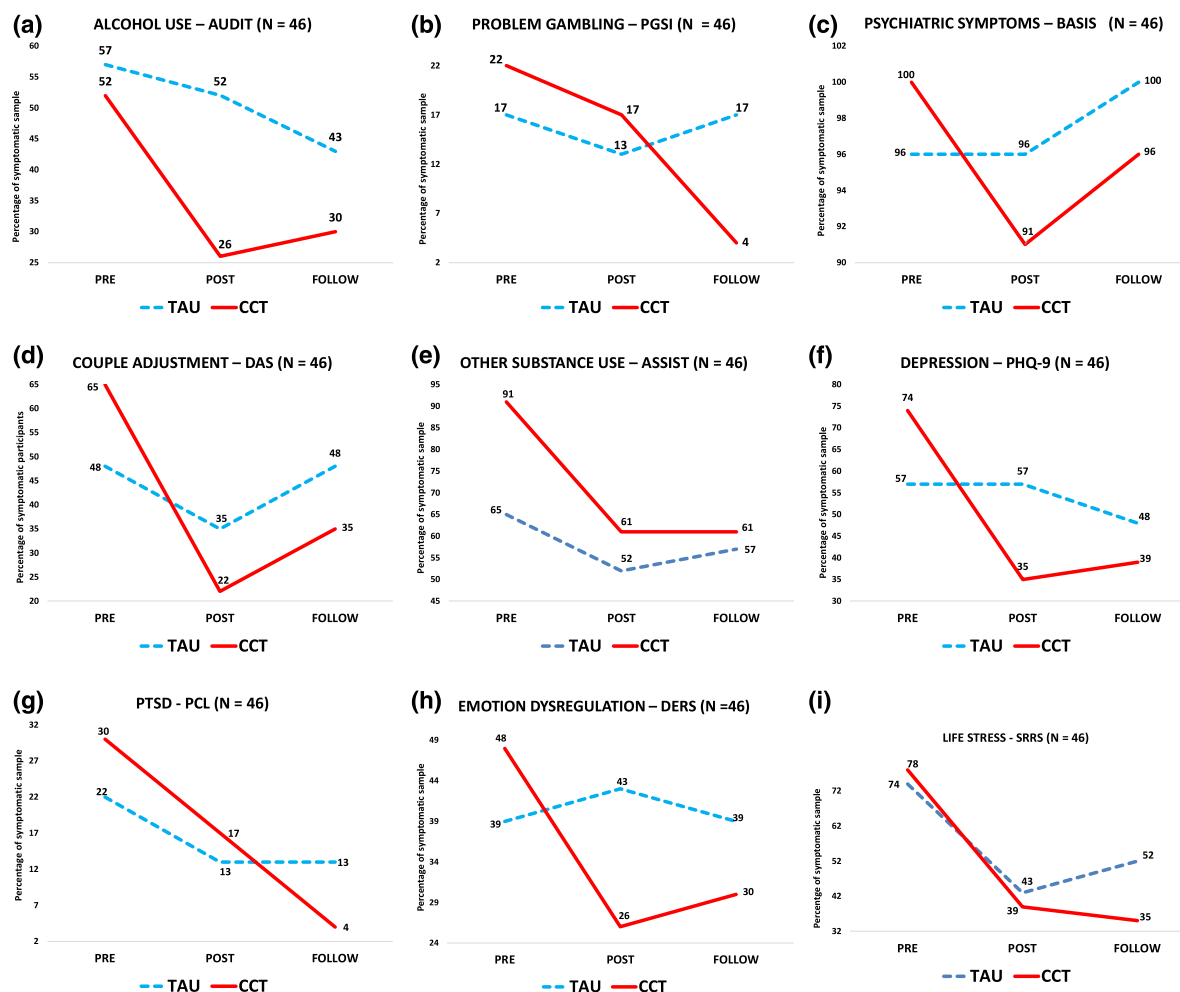 (a)
ALCOHOL USE – AUDIT (N = 46)
Percentage of symptomatic sample
60
55
50
45
40
35
30
25
57
52
52
43
26
30
PRE POST FOLLOW
TAU CCT
(b)
PROBLEM GAMBLING – PGSI (N = 46)
Percentage of symptomatic sample
22
17
12
7
2
22
17
17
13
17
4
PRE POST FOLLOW
TAU CCT
(c)
PSYCHIATRIC SYMPTOMS – BASIS (N = 46)
Percentage of symptomatic sample
102
100
98
96
94
92
90
100
96
96
91
100
96
PRE POST FOLLOW
TAU CCT
(d)
COUPLE ADJUSTMENT – DAS (N = 46)
Percentage of symptomatic participants
65
60
55
50
45
40
35
30
25
20
65
48
35
22
48
35
PRE POST FOLLOW
TAU CCT
(e)
OTHER SUBSTANCE USE – ASSIST (N = 46)
Percentage of symptomatic sample
95
90
85
80
75
70
65
60
55
50
45
91
65
61
52
61
57
PRE POST FOLLOW
TAU CCT
(f)
DEPRESSION – PHQ-9 (N = 46)
Percentage of symptomatic sample
80
75
70
65
60
55
50
45
40
35
30
74
57
57
35
48
39
PRE POST FOLLOW
TAU CCT
(g)
PTSD - PCL (N = 46)
Percentage of symptomatic sample
32
27
22
17
12
7
2
30
22
17
13
13
4
PRE POST FOLLOW
TAU CCT
(h)
EMOTION DYSREGULATION – DERS (N =46)
Percentage of symptomatic sample
49
44
39
34
29
24
48
39
43
26
39
30
PRE POST FOLLOW
TAU CCT
(i)
LIFE STRESS - SRRS (N = 46)
Percentge of symptomatic sample
72
62
52
42
32
78
74
43
39
52
35
PRE POST FOLLOW
TAU CCT